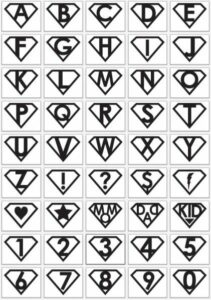 A B C D E
F G H I J
K L M N O
P Q R S T
U V W X Y
Z ! ? S f
MOM DAD KID
1 2 3 4 5
6 7 8 9 0